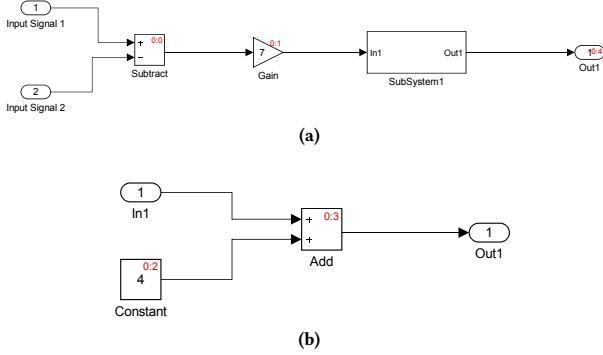 1
Input Signal 1
0:0
+
−
Subtract
2
Input Signal 2
7
0:1
Gain
In1
Out1
SubSystem1
1
0:4
Out1
(a)
1
In1
0:2
4
Constant
0:3
+
+
Add
1
Out1
(b)